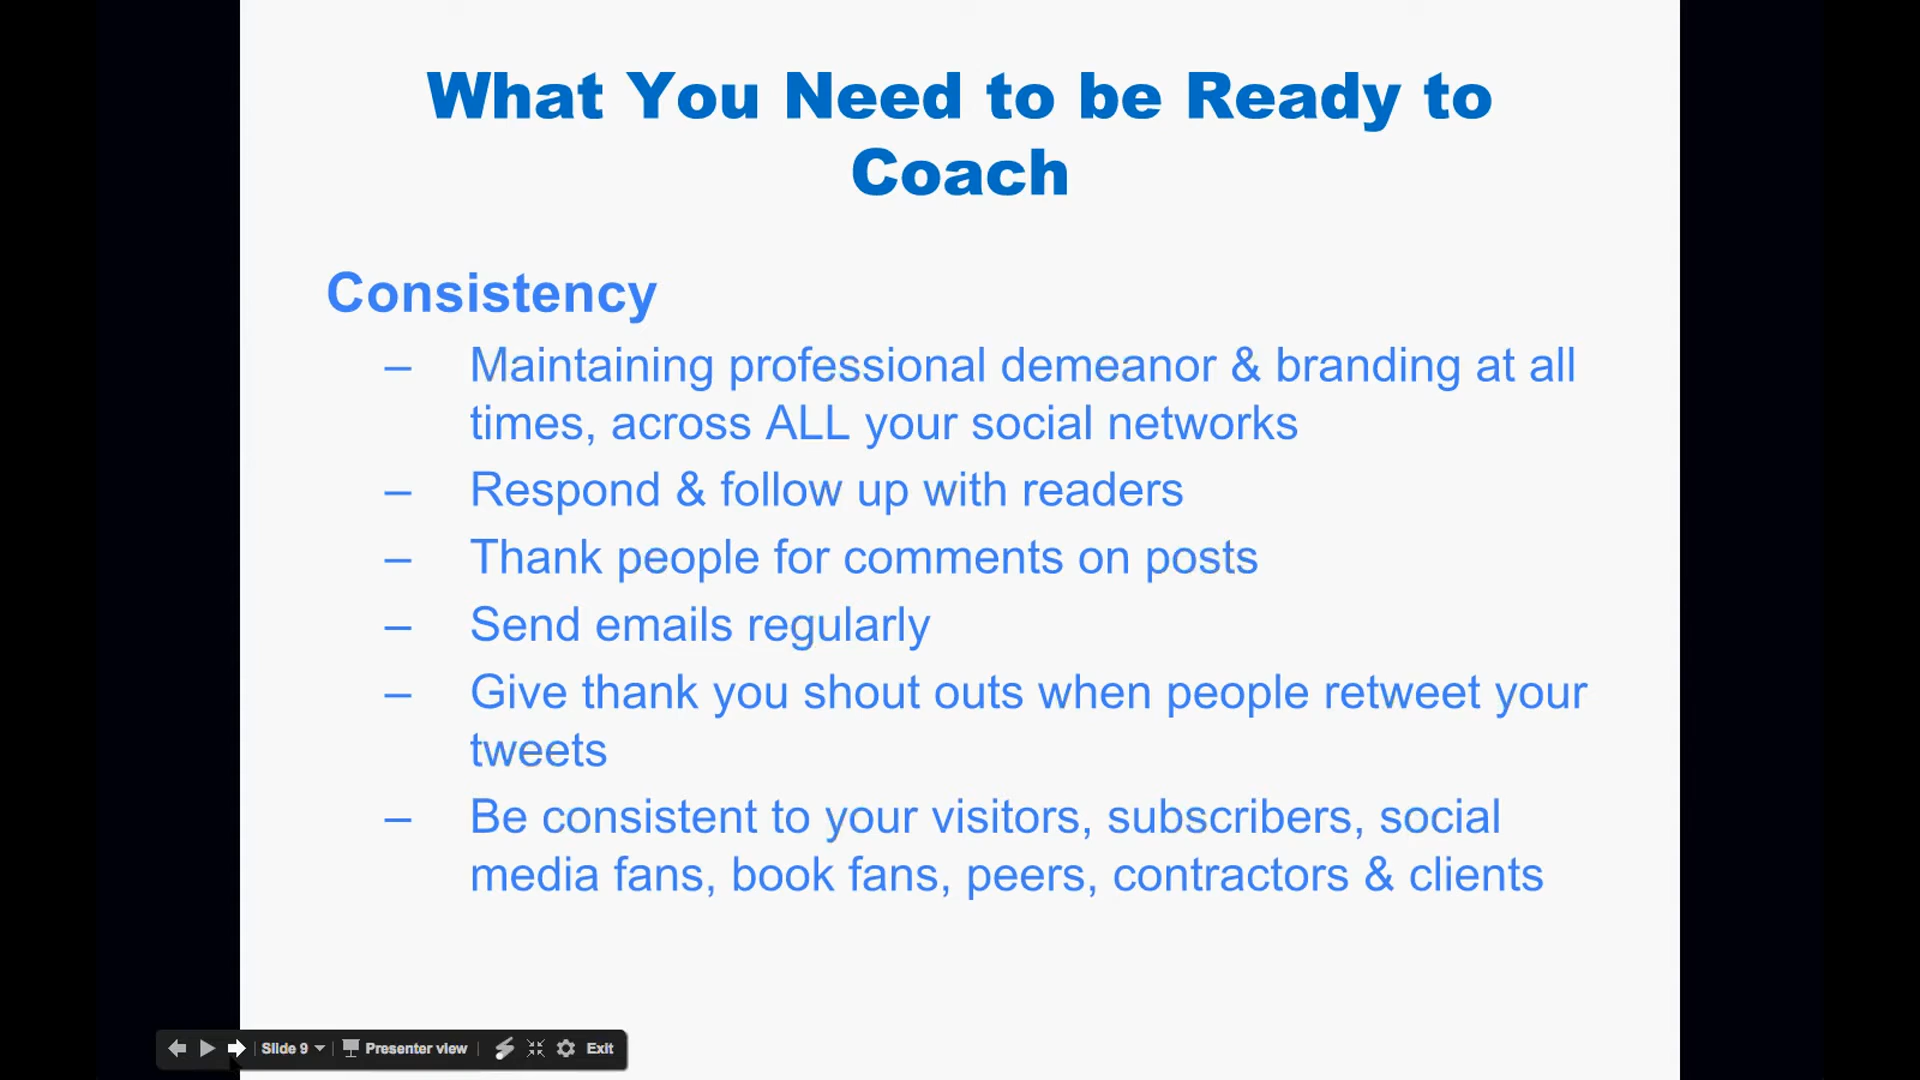 What You Need to be Ready to
Coach
Consistency
– Maintaining professional demeanor & branding at all
times, across ALL your social networks
– Respond & follow up with readers
– Thank people for comments on posts
– Send emails regularly
– Give thank you shout outs when people retweet your
tweets
– Be consistent to your visitors, subscribers, social
media fans, book fans, peers, contractors & clients
Slide 9 Presenter view Exit